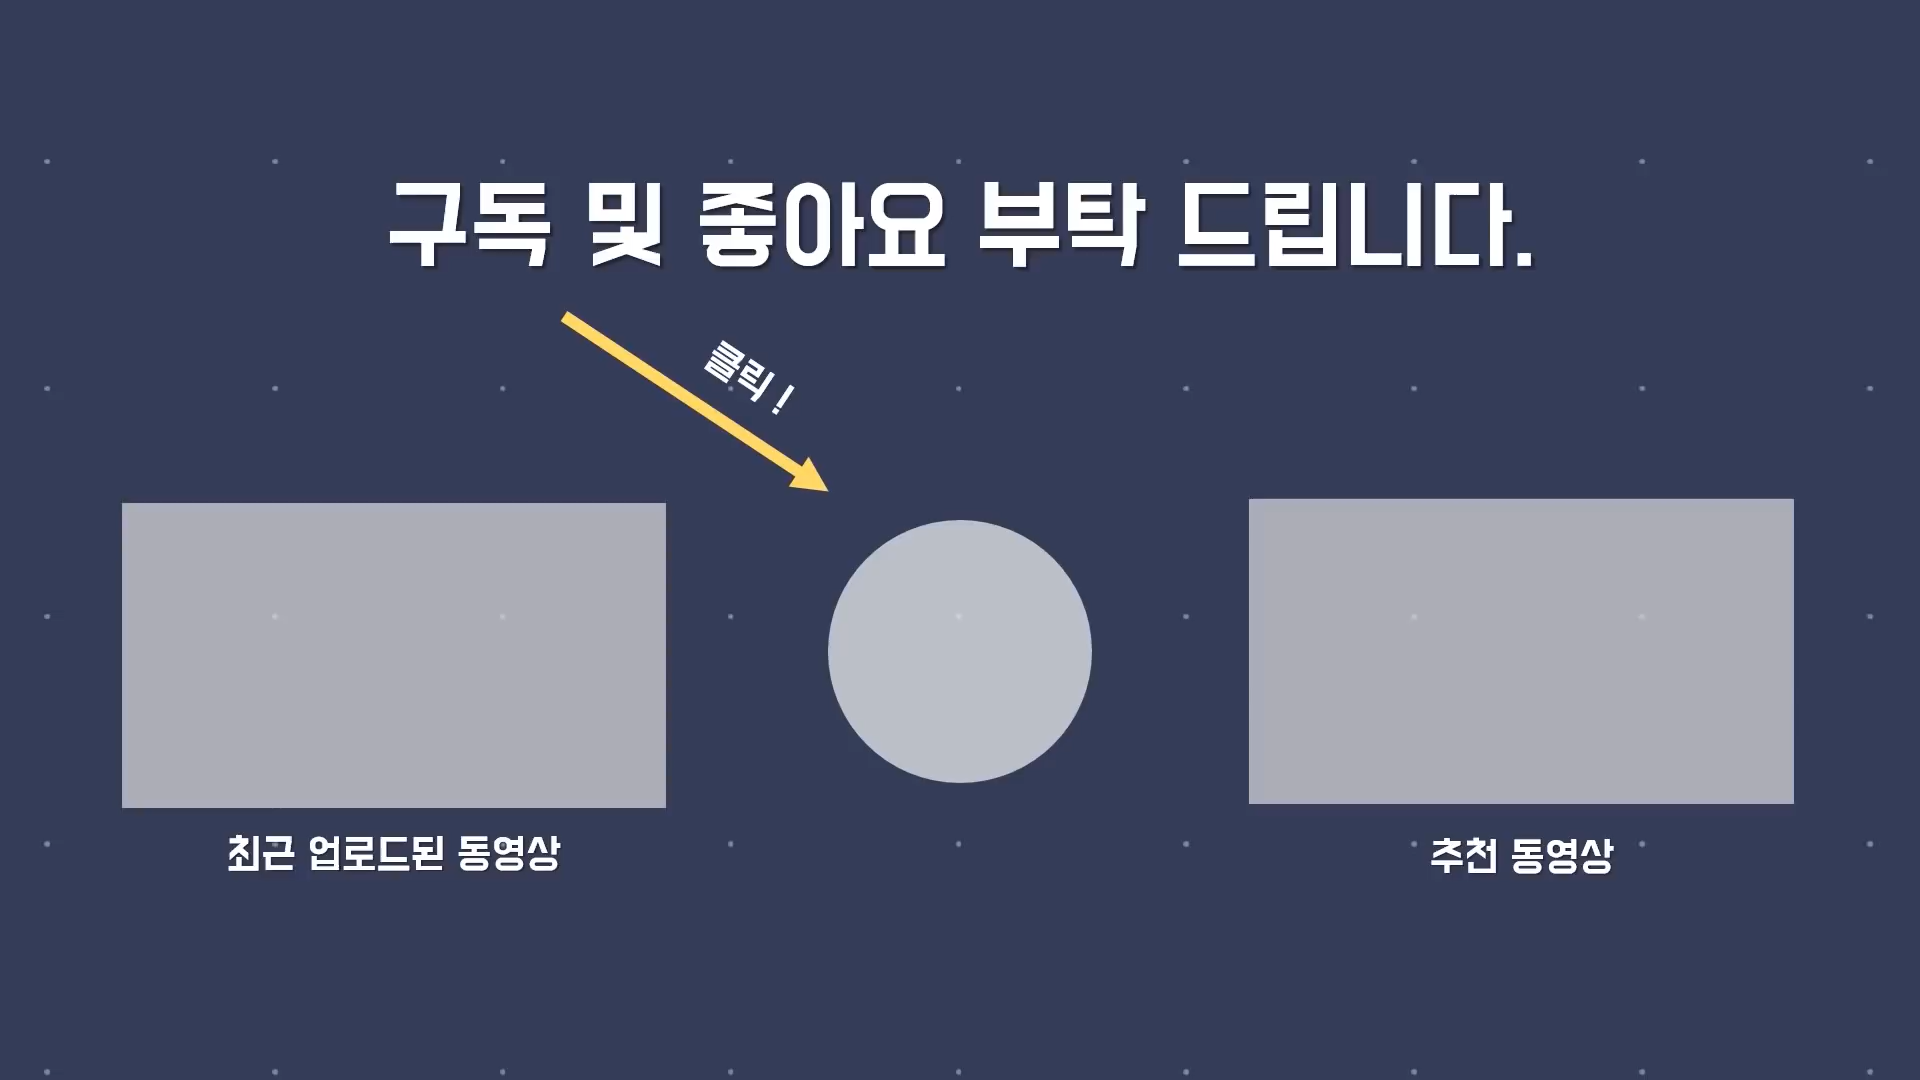 구독 및 좋아요 부탁 드립니다.
클릭 !
최근 업로드된 동영상
추천 동영상